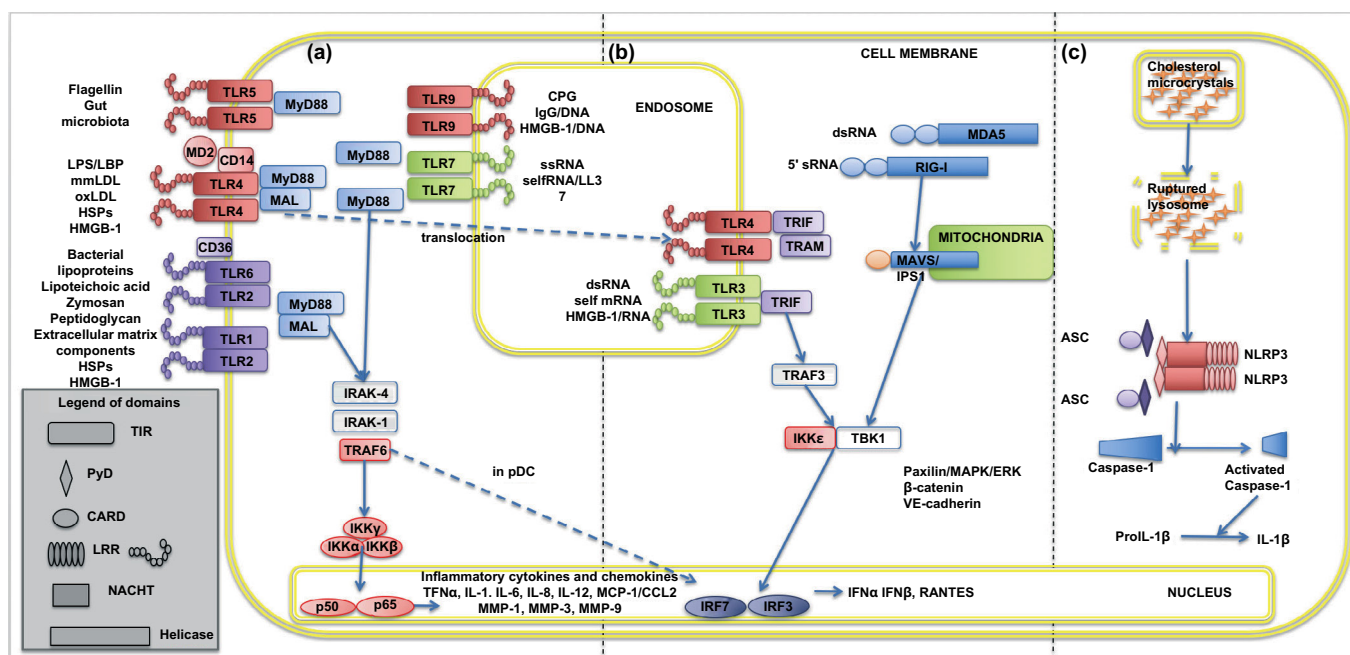 (a)
(b)
CELL MEMBRANE
(c)
Flagellin
Gut
microbiota
TLR5
TLR5
MyD88
MD2
CD14
LPS/LBP
mmLDL
oxLDL
HSPs
HMGB-1
TLR4
TLR4
MyD88
MAL
CD36
Bacterial
lipoproteins
Lipoteichoic acid
Zymosan
Peptidoglycan
Extracellular matrix
components
HSPs
HMGB-1
TLR6
TLR2
TLR1
TLR2
MyD88
MAL
MyD88
MyD88
TLR9
TLR9
TLR7
TLR7
CPG
IgG/DNA
HMGB-1/DNA
ssRNA
selfRNA/LL3
7
ENDOSOME
translocation
TLR4
TLR4
TRIF
TRAM
dsRNA
self mRNA
HMGB-1/RNA
TLR3
TLR3
TRIF
dsRNA
MDA5
5' sRNA
RIG-I
MITOCHONDRIA
MAVS/
IPS1
TRAF3
IKKε
TBK1
IRAK-4
IRAK-1
TRAF6
in pDC
IKKγ
IKKα
IKKβ
Paxilin/MAPK/ERK
β-catenin
VE-cadherin
p50
p65
Inflammatory cytokines and chemokines
TFNα, IL-1. IL-6, IL-8, IL-12, MCP-1/CCL2
MMP-1, MMP-3, MMP-9
IRF7
IRF3
IFNα IFNβ, RANTES
NUCLEUS
Cholesterol
microcrystals
Ruptured
lysosome
ASC
NLRP3
NLRP3
ASC
Caspase-1
Activated
Caspase-1
ProIL-1β
IL-1β
Legend of domains
TIR
PyD
CARD
LRR
NACHT
Helicase